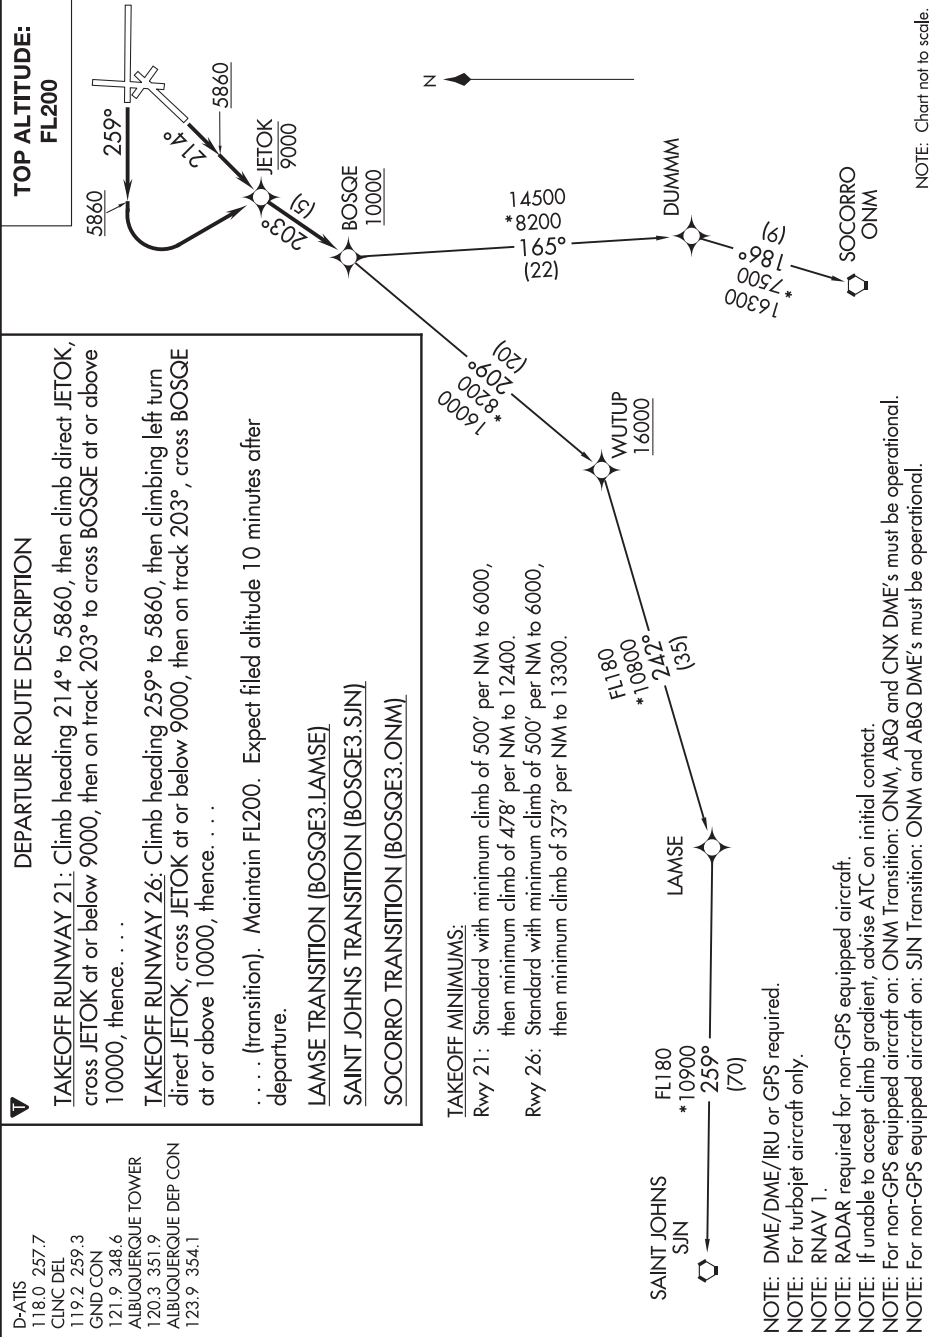 D-ATIS
118.0 257.7
CLNC DEL
119.2 259.3
GND CON
121.9 348.6
ALBUQUERQUE TOWER
120.3 351.9
ALBUQUERQUE DEP CON
123.9 354.1
T
DEPARTURE ROUTE DESCRIPTION
TAKEOFF RUNWAY 21: Climb heading 214° to 5860, then climb direct JETOK,
cross JETOK at or below 9000, then on track 203° to cross BOSQE at or above
10000, thence. . . .
TAKEOFF RUNWAY 26: Climb heading 259° to 5860, then climbing left turn
direct JETOK, cross JETOK at or below 9000, then on track 203°, cross BOSQE
at or above 10000, thence. . . .
. . . . (transition). Maintain FL200. Expect filed altitude 10 minutes after
departure.
LAMSE TRANSITION (BOSQE3.LAMSE)
SAINT JOHNS TRANSITION (BOSQE3.SJN)
SOCORRO TRANSITION (BOSQE3.ONM)
TOP ALTITUDE:
FL200
259°
5860
214°
5860
JETOK
9000
203°
(5)
BOSQE
10000
N
TAKEOFF MINIMUMS:
Rwy 21: Standard with minimum climb of 500' per NM to 6000,
then minimum climb of 478' per NM to 12400.
Rwy 26: Standard with minimum climb of 500' per NM to 6000,
then minimum climb of 373' per NM to 13300.
16000
*8200
209°
(20)
14500
*8200
165°
(22)
WUTUP
16000
DUMMM
FL180
*10800
242°
(35)
16300
*7500
186°
(9)
SOCORRO
ONM
LAMSE
FL180
*10900
259°
(70)
SAINT JOHNS
SJN
NOTE: DME/DME/IRU or GPS required.
NOTE: For turbojet aircraft only.
NOTE: RNAV 1.
NOTE: RADAR required for non-GPS equipped aircraft.
NOTE: If unable to accept climb gradient, advise ATC on initial contact.
NOTE: For non-GPS equipped aircraft on: ONM Transition: ONM, ABQ and CNX DME's must be operational.
NOTE: For non-GPS equipped aircraft on: SJN Transition: ONM and ABQ DME's must be operational.
NOTE: Chart not to scale.